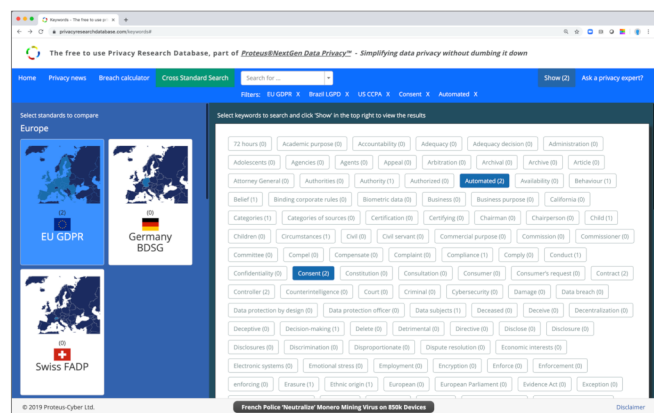 Keywords - The free to use pri
privacyresearchdatabase.com/keywords#
The free to use Privacy Research Database, part of Proteus®NextGen Data Privacy™ - Simplifying data privacy without dumbing it down
Home Privacy news Breach calculator Cross Standard Search Search for ... Show (2) Ask a privacy expert?
Filters: EU GDPR X Brazil LGPD X US CCPA X Consent X Automated X
Select standards to compare
Europe
(2)
EU GDPR
(0)
Germany BDSG
(0)
Swiss FADP
Select keywords to search and click 'Show' in the top right to view the results
72 hours (0) Academic purpose (0) Accountability (0) Adequacy (0) Adequacy decision (0) Administration (0)
Adolescents (0) Agencies (0) Agents (0) Appeal (0) Arbitration (0) Archival (0) Archive (0) Article (0)
Attorney General (0) Authorities (0) Authority (1) Authorized (0) Automated (2) Availability (0) Behaviour (1)
Belief (1) Binding corporate rules (0) Biometric data (0) Business (0) Business purpose (0) California (0)
Categories (1) Categories of sources (0) Certification (0) Certifying (0) Chairman (0) Chairperson (0) Child (1)
Children (0) Circumstances (1) Civil (0) Civil servant (0) Commercial purpose (0) Commission (0) Commissioner (0)
Committee (0) Compel (0) Compensate (0) Complaint (0) Compliance (1) Comply (0) Conduct (1)
Confidentiality (0) Consent (2) Constitution (0) Consultation (0) Consumer (0) Consumer's request (0) Contract (2)
Controller (2) Counterintelligence (0) Court (0) Criminal (0) Cybersecurity (0) Damage (0) Data breach (0)
Data protection by design (0) Data protection officer (0) Data subjects (1) Deceased (0) Deceive (0) Decentralization (0)
Deceptive (0) Decision-making (1) Delete (0) Detrimental (0) Directive (0) Disclose (0) Disclosure (0)
Disclosures (0) Discrimination (0) Disproportionate (0) Dispute resolution (0) Economic interests (0)
Electronic systems (0) Emotional stress (0) Employment (0) Encryption (0) Enforce (0) Enforcement (0)
enforcing (0) Erasure (1) Ethnic origin (1) European (0) European Parliament (0) Evidence Act (0) Exception (0)
© 2019 Proteus-Cyber Ltd. French Police 'Neutralize' Monero Mining Virus on 850k Devices Disclaimer